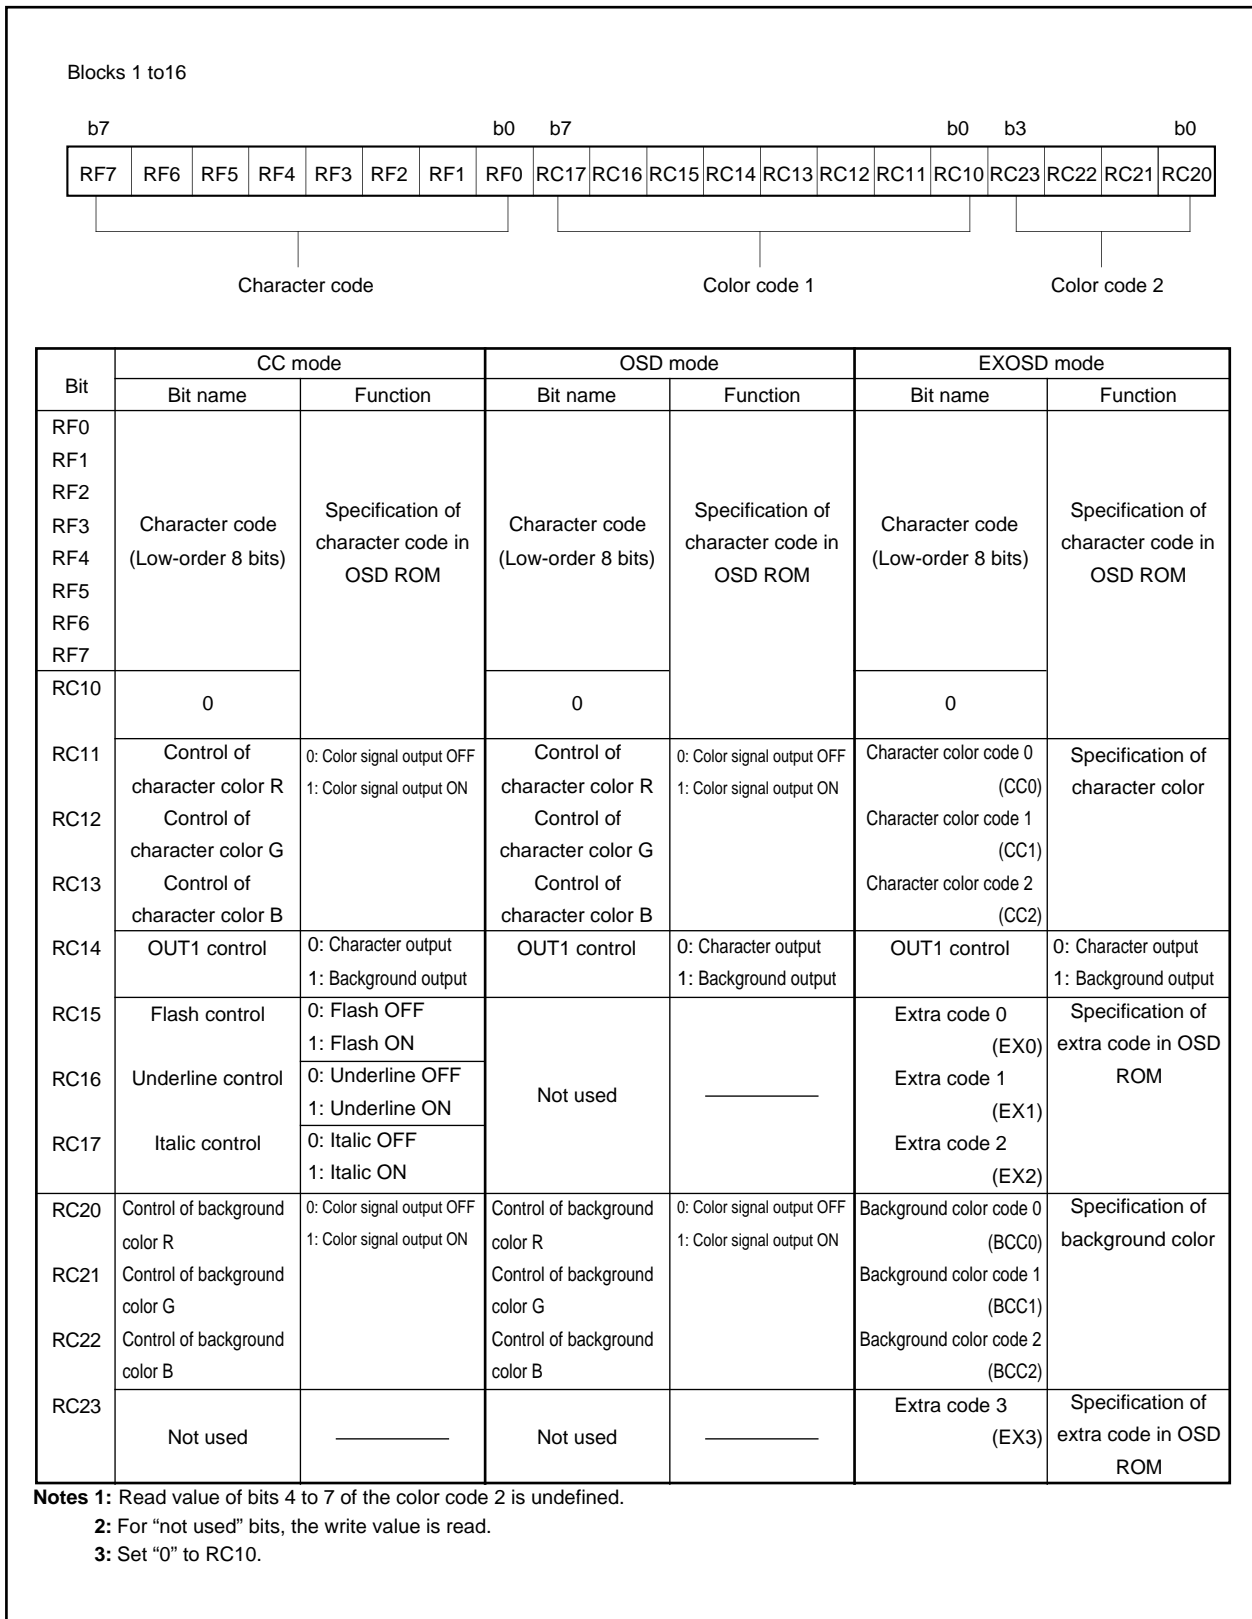 Blocks 1 to16
b7 b0 b7 b0 b3 b0
RF7 RF6 RF5 RF4 RF3 RF2 RF1 RF0 RC17 RC16 RC15 RC14 RC13 RC12 RC11 RC10 RC23 RC22 RC21 RC20
Character code Color code 1 Color code 2
Bit CC mode OSD mode EXOSD mode
Bit name Function Bit name Function Bit name Function
RF0
RF1
RF2
RF3
RF4
RF5
RF6
RF7
Character code
(Low-order 8 bits)
Specification of
character code in
OSD ROM
Character code
(Low-order 8 bits)
Specification of
character code in
OSD ROM
Character code
(Low-order 8 bits)
Specification of
character code in
OSD ROM
RC10
0 0 0
RC11 Control of 0: Color signal output OFF Control of 0: Color signal output OFF Character color code 0 Specification of
character color R 1: Color signal output ON character color R 1: Color signal output ON (CC0) character color
RC12 Control of Control of Character color code 1
character color G character color G (CC1)
RC13 Control of Control of Character color code 2
character color B character color B (CC2)
RC14 OUT1 control 0: Character output OUT1 control 0: Character output OUT1 control 0: Character output
1: Background output 1: Background output 1: Background output
RC15 Flash control 0: Flash OFF Extra code 0 Specification of
1: Flash ON (EX0) extra code in OSD
RC16 Underline control 0: Underline OFF Not used Extra code 1 ROM
1: Underline ON (EX1)
RC17 Italic control 0: Italic OFF Extra code 2
1: Italic ON (EX2)
RC20 Control of background 0: Color signal output OFF Control of background 0: Color signal output OFF Background color code 0 Specification of
color R 1: Color signal output ON color R 1: Color signal output ON (BCC0) background color
RC21 Control of background Control of background Background color code 1
color G color G (BCC1)
RC22 Control of background Control of background Background color code 2
color B color B (BCC2)
RC23 Extra code 3 Specification of
Not used Not used (EX3) extra code in OSD
ROM
Notes 1: Read value of bits 4 to 7 of the color code 2 is undefined.
2: For “not used” bits, the write value is read.
3: Set “0” to RC10.